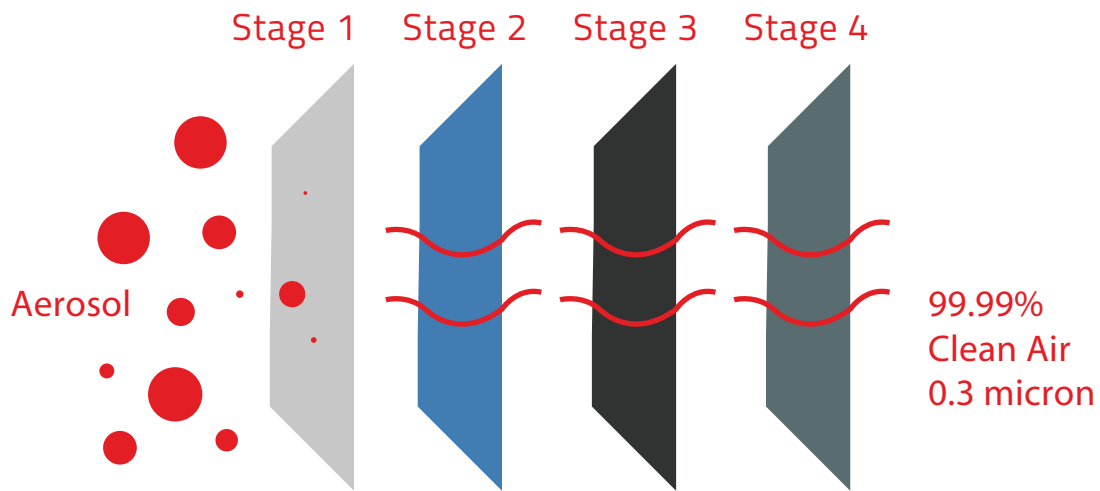 Stage 1
Stage 2
Stage 3
Stage 4
Aerosol
99.99%
Clean Air
0.3 micron